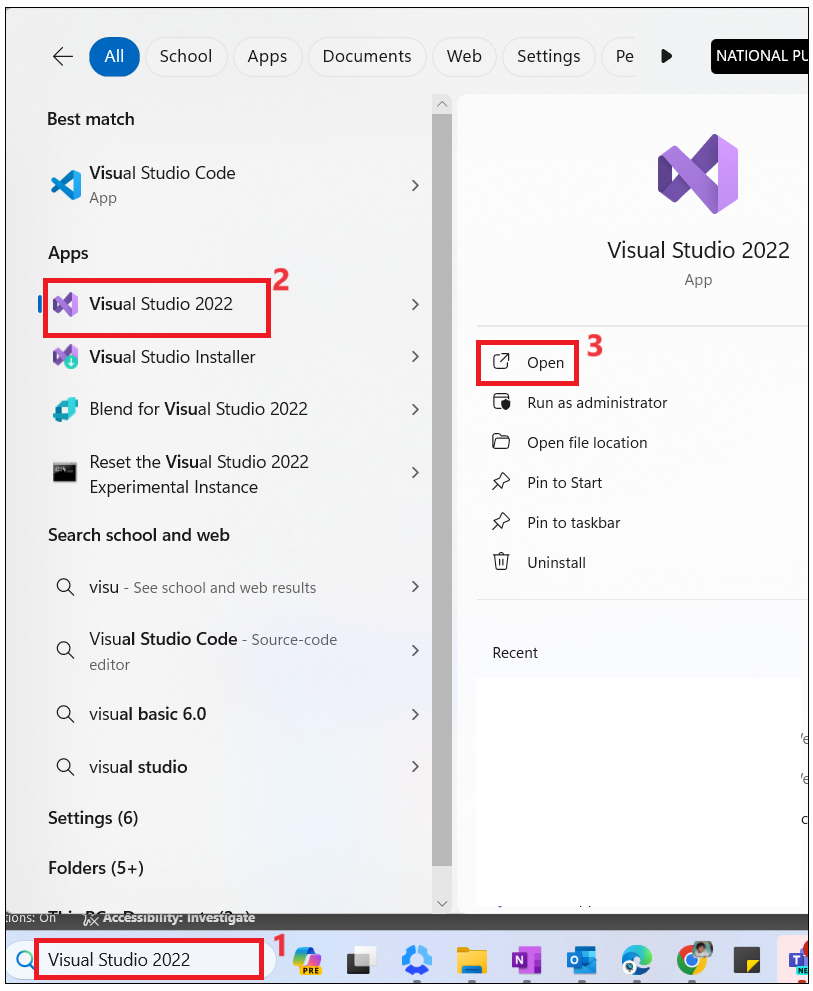 All School Apps Documents Web Settings Pe NATIONAL PU
Best match
Visual Studio Code
App
Apps
2
Visual Studio 2022
Visual Studio Installer
Blend for Visual Studio 2022
Reset the Visual Studio 2022
Experimental Instance
Search school and web
visu - See school and web results
Visual Studio Code - Source-code
editor
visual basic 6.0
visual studio
Settings (6)
Folders (5+)
Visual Studio 2022
App
3
Open
Run as administrator
Open file location
Pin to Start
Pin to taskbar
Uninstall
Recent
tions: On Accessibility: Investigate
1
Visual Studio 2022
PRE
NE